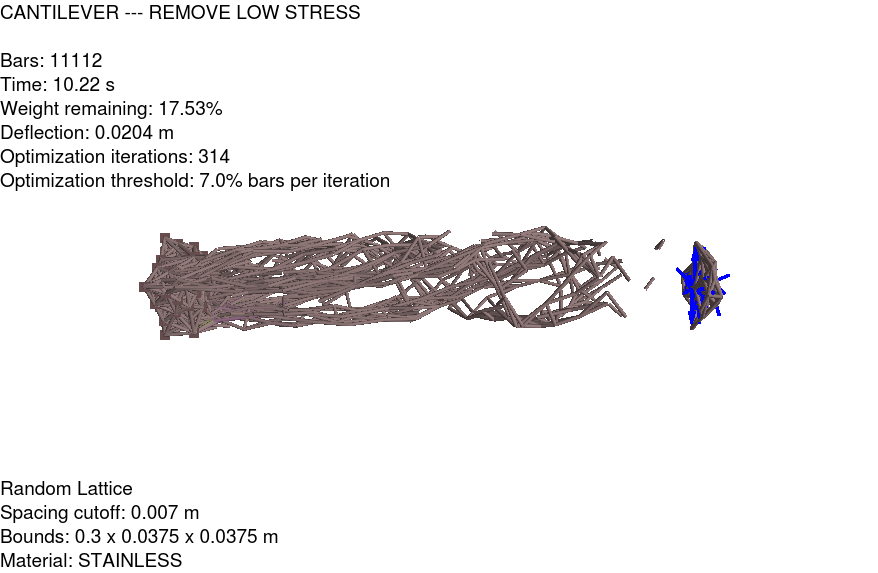 CANTILEVER --- REMOVE LOW STRESS
Bars: 11112
Time: 10.22 s
Weight remaining: 17.53%
Deflection: 0.0204 m
Optimization iterations: 314
Optimization threshold: 7.0% bars per iteration
Random Lattice
Spacing cutoff: 0.007 m
Bounds: 0.3 x 0.0375 x 0.0375 m
Material: STAINLESS